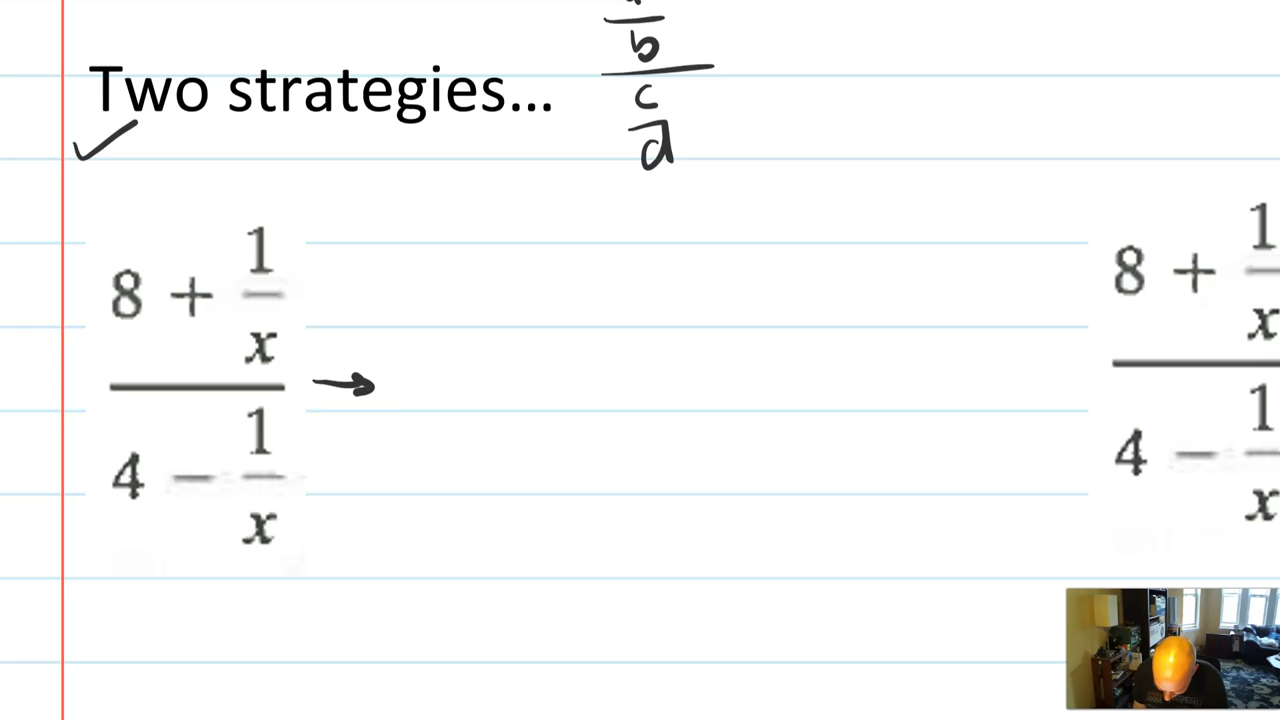 b
Two strategies...
c
d
8 + 1/x
4 − 1/x
8 + 1/x
4 − 1/x